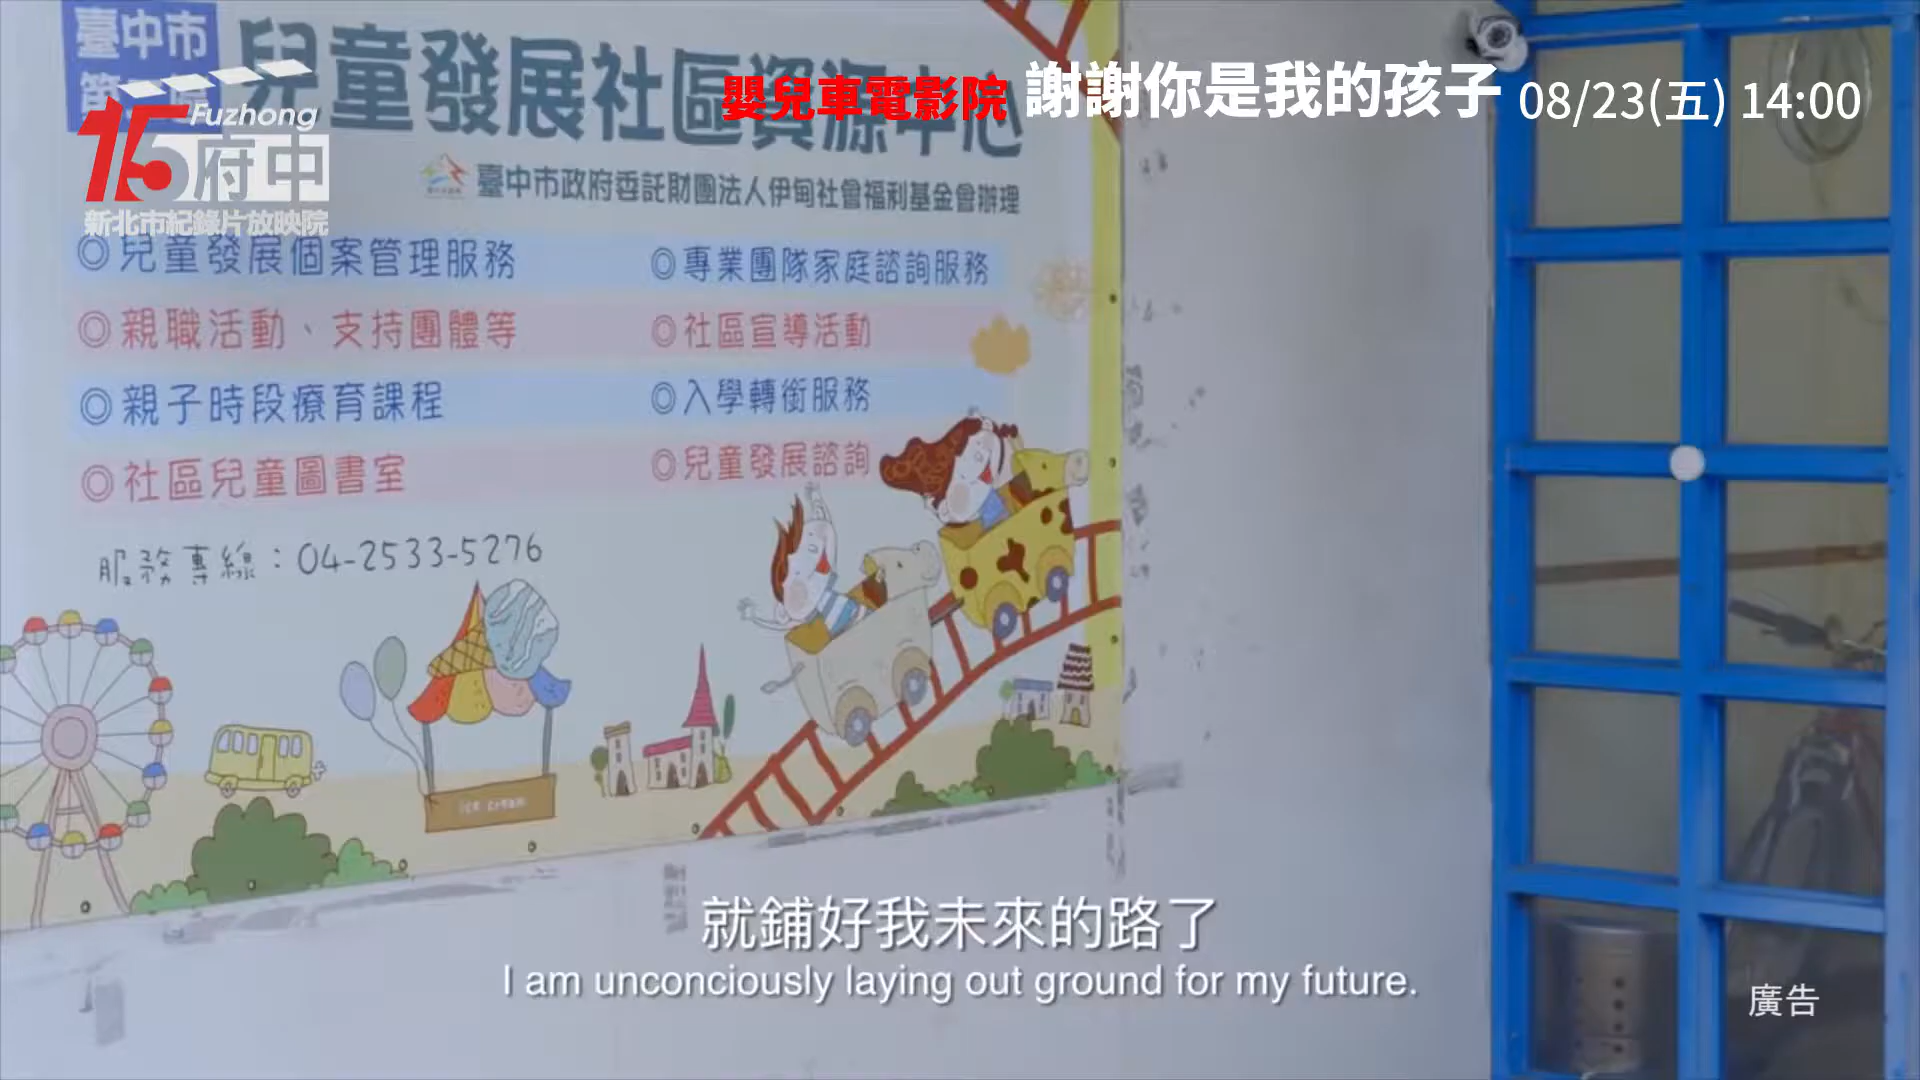 臺中市
兒童發展社區資源中心
嬰兒車電影院 謝謝你是我的孩子 08/23(五) 14:00
15 Fuzhong
府中
新北市紀錄片放映院
臺中市政府委託財團法人伊甸社會福利基金會辦理
◎兒童發展個案管理服務
◎專業團隊家庭諮詢服務
◎親職活動、支持團體等
◎社區宣導活動
◎親子時段療育課程
◎入學轉銜服務
◎社區兒童圖書室
◎兒童發展諮詢
服務專線：04-2533-5276
ice cream
就鋪好我未來的路了
I am unconciously laying out ground for my future.
廣告